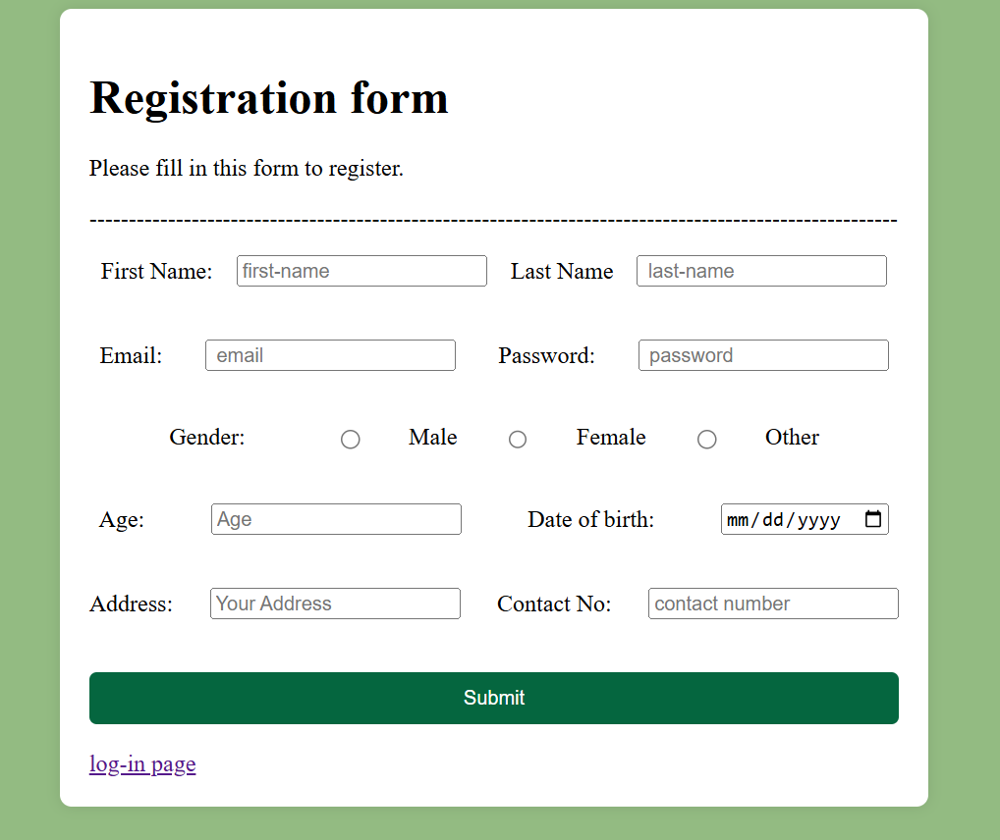 Registration form
Please fill in this form to register.
-------------------------------------------------------------------------------------------------------
First Name: first-name Last Name last-name
Email: email Password: password
Gender: Male Female Other
Age: Age Date of birth: mm/dd/yyyy
Address: Your Address Contact No: contact number
Submit
log-in page